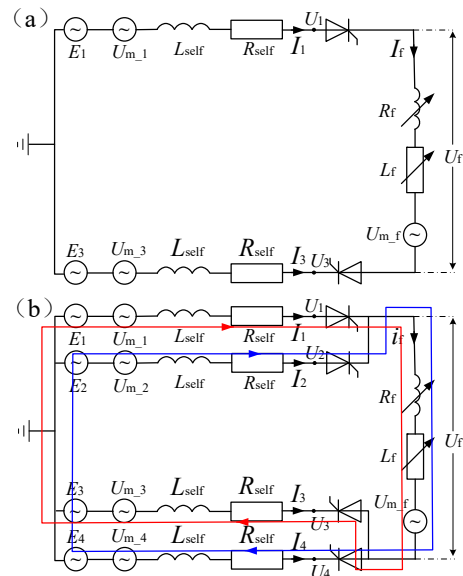 (a)
E1 Um_1 Lself Rself I1 U1 If
Rf
Lf
Uf
Um_f
E3 Um_3 Lself Rself I3 U3
(b)
E1 Um_1 Lself Rself I1 U1 if
E2 Um_2 Lself Rself I2 U2
Rf
Lf
Uf
Um_f
E3 Um_3 Lself Rself I3 U3
E4 Um_4 Lself Rself I4 U4